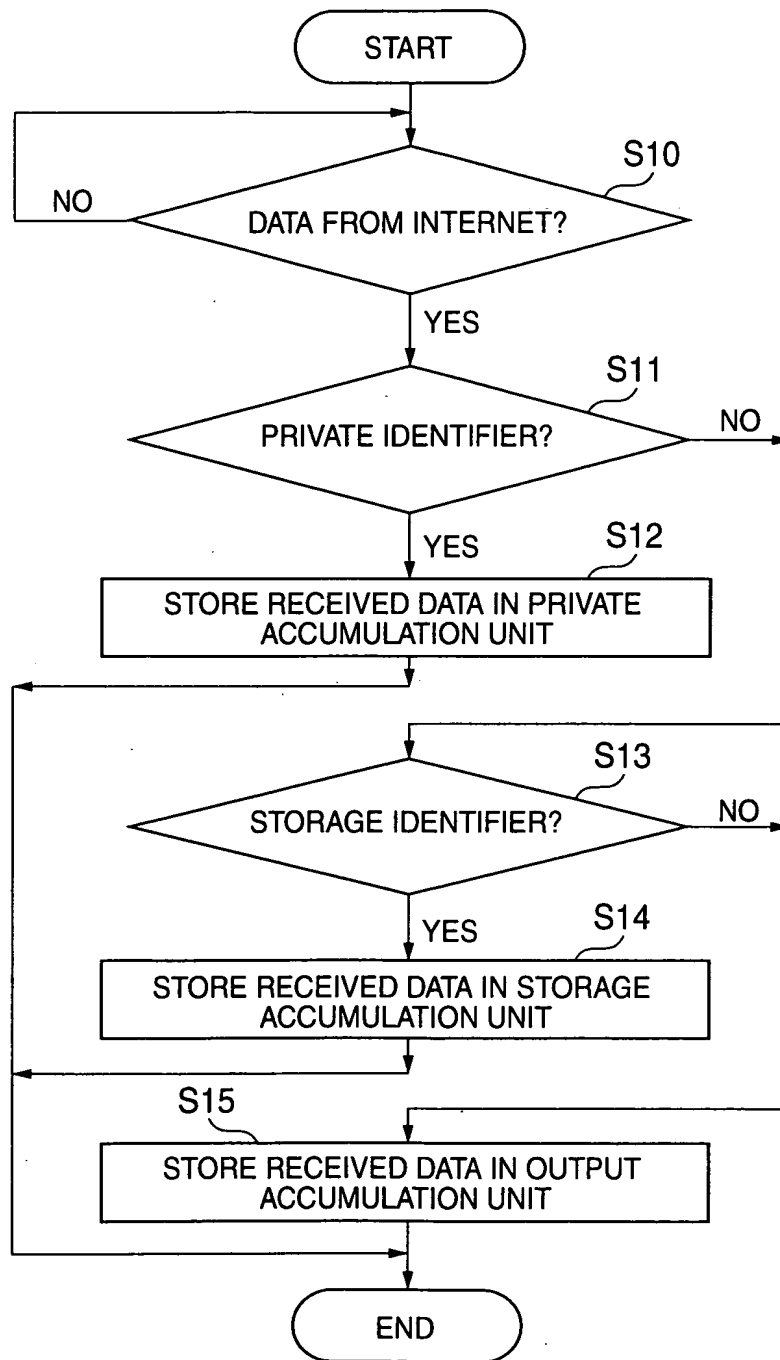 START
S10
NO
DATA FROM INTERNET?
YES
S11
PRIVATE IDENTIFIER?
NO
YES
S12
STORE RECEIVED DATA IN PRIVATE
ACCUMULATION UNIT
S13
STORAGE IDENTIFIER?
NO
YES
S14
STORE RECEIVED DATA IN STORAGE
ACCUMULATION UNIT
S15
STORE RECEIVED DATA IN OUTPUT
ACCUMULATION UNIT
END